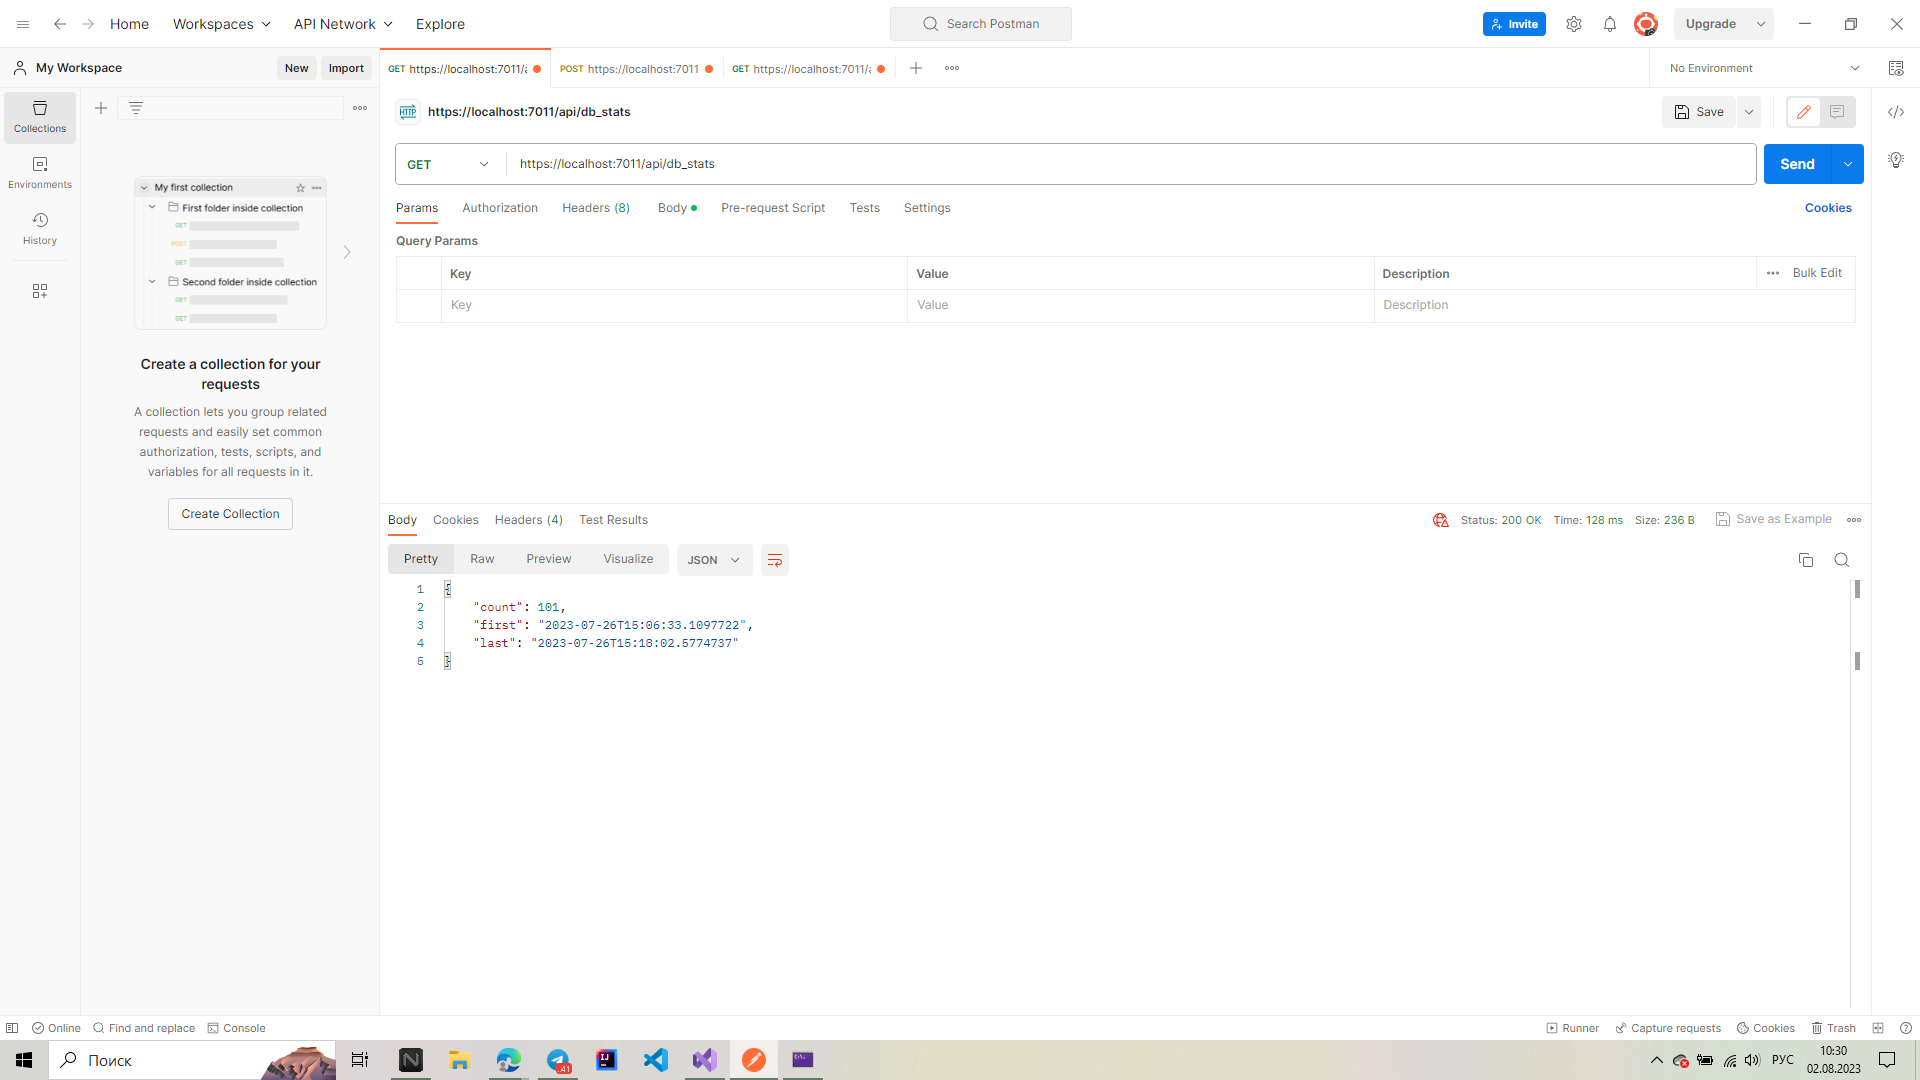 Home
Workspaces
API Network
Explore
Search Postman
Invite
Upgrade
My Workspace
New
Import
GET https://localhost:7011/a
POST https://localhost:7011
GET https://localhost:7011/a
No Environment
Collections
Environments
History
My first collection
First folder inside collection
GET
POST
GET
Second folder inside collection
GET
GET
Create a collection for your
requests
A collection lets you group related
requests and easily set common
authorization, tests, scripts, and
variables for all requests in it.
Create Collection
HTTP https://localhost:7011/api/db_stats
Save
GET https://localhost:7011/api/db_stats
Send
Params Authorization Headers (8) Body Pre-request Script Tests Settings
Cookies
Query Params
Key Value Description Bulk Edit
Key Value Description
Body Cookies Headers (4) Test Results
Status: 200 OK Time: 128 ms Size: 236 B Save as Example
Pretty Raw Preview Visualize JSON
1 {
2 "count": 101,
3 "first": "2023-07-26T15:06:33.1097722",
4 "last": "2023-07-26T15:18:02.5774737"
5 }
Online Find and replace Console
Runner Capture requests Cookies Trash
Поиск
41
РУС
10:30
02.08.2023